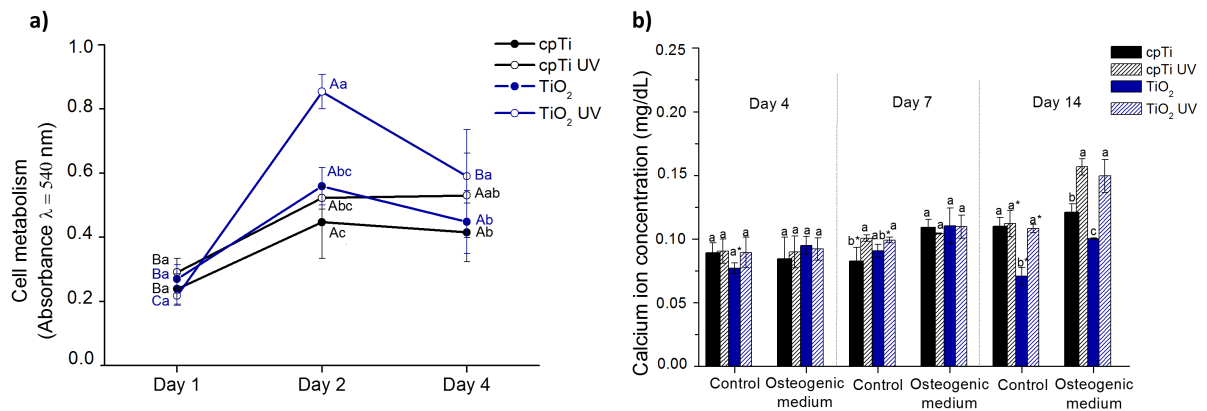 a)
Cell metabolism
(Absorbance λ = 540 nm)
1.0
0.8
0.6
0.4
0.2
0.0
cpTi
cpTi UV
TiO2
TiO2 UV
Aa
Abc
Abc
Ac
Ba
Aab
Ab
Ab
Ba
Ba
Ba
Ca
Day 1 Day 2 Day 4
b)
Calcium ion concentration (mg/dL)
0.25
0.20
0.15
0.10
0.05
0.00
cpTi
cpTi UV
TiO2
TiO2 UV
Day 4 Day 7 Day 14
a a a* a
a a a a
b* a ab* a
a a a a
a a* b* a*
b a c a
Control Osteogenic Control Osteogenic Control Osteogenic
medium medium medium